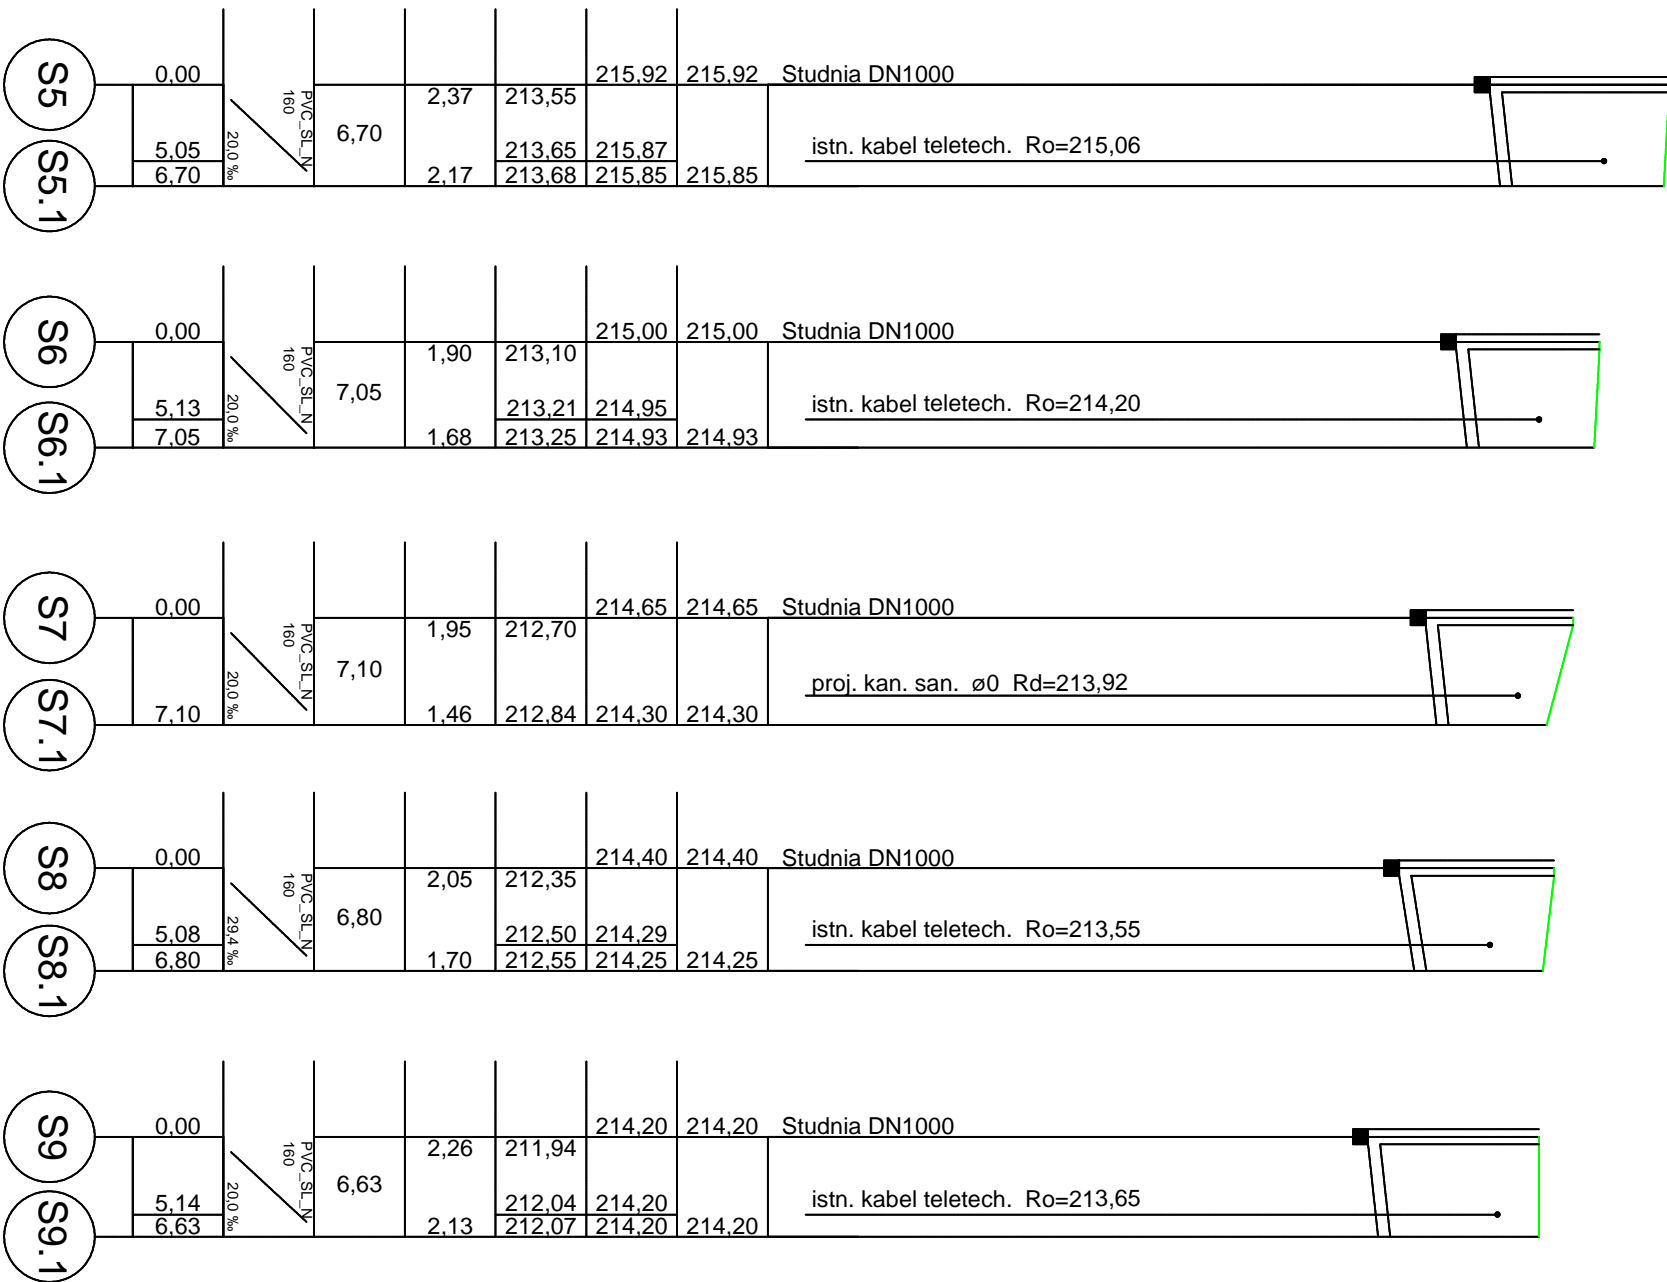 S5
0,00
215,92 215,92 Studnia DN1000
2,37 213,55
PVC_SL_N
160
20,0 ‰
6,70
5,05
213,65 215,87
istn. kabel teletech. Ro=215,06
S5.1
6,70
2,17 213,68 215,85 215,85
S6
0,00
215,00 215,00 Studnia DN1000
1,90 213,10
PVC_SL_N
160
20,0 ‰
7,05
5,13
213,21 214,95
istn. kabel teletech. Ro=214,20
S6.1
7,05
1,68 213,25 214,93 214,93
S7
0,00
214,65 214,65 Studnia DN1000
1,95 212,70
PVC_SL_N
160
20,0 ‰
7,10
proj. kan. san. ø0 Rd=213,92
S7.1
7,10
1,46 212,84 214,30 214,30
S8
0,00
214,40 214,40 Studnia DN1000
2,05 212,35
PVC_SL_N
160
29,4 ‰
6,80
5,08
212,50 214,29
istn. kabel teletech. Ro=213,55
S8.1
6,80
1,70 212,55 214,25 214,25
S9
0,00
214,20 214,20 Studnia DN1000
2,26 211,94
PVC_SL_N
160
20,0 ‰
6,63
5,14
212,04 214,20
istn. kabel teletech. Ro=213,65
S9.1
6,63
2,13 212,07 214,20 214,20